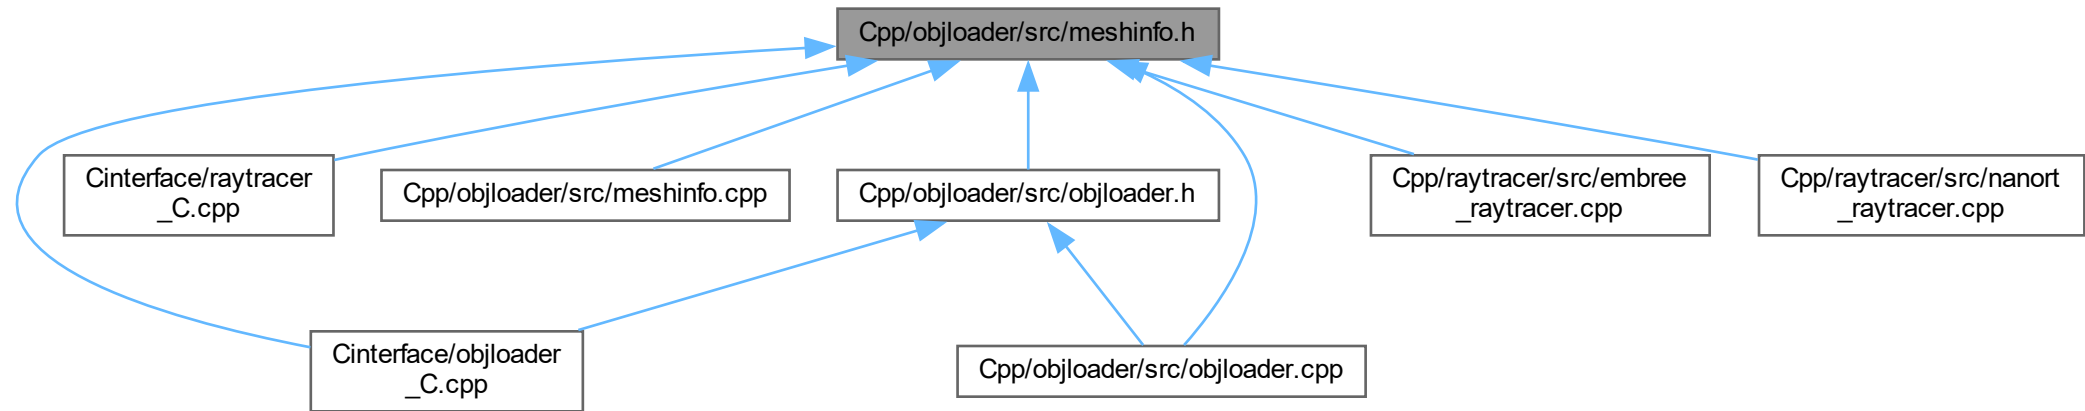 Cpp/objloader/src/meshinfo.h
Cinterface/raytracer
_C.cpp
Cpp/objloader/src/meshinfo.cpp
Cpp/objloader/src/objloader.h
Cpp/raytracer/src/embree
_raytracer.cpp
Cpp/raytracer/src/nanort
_raytracer.cpp
Cinterface/objloader
_C.cpp
Cpp/objloader/src/objloader.cpp